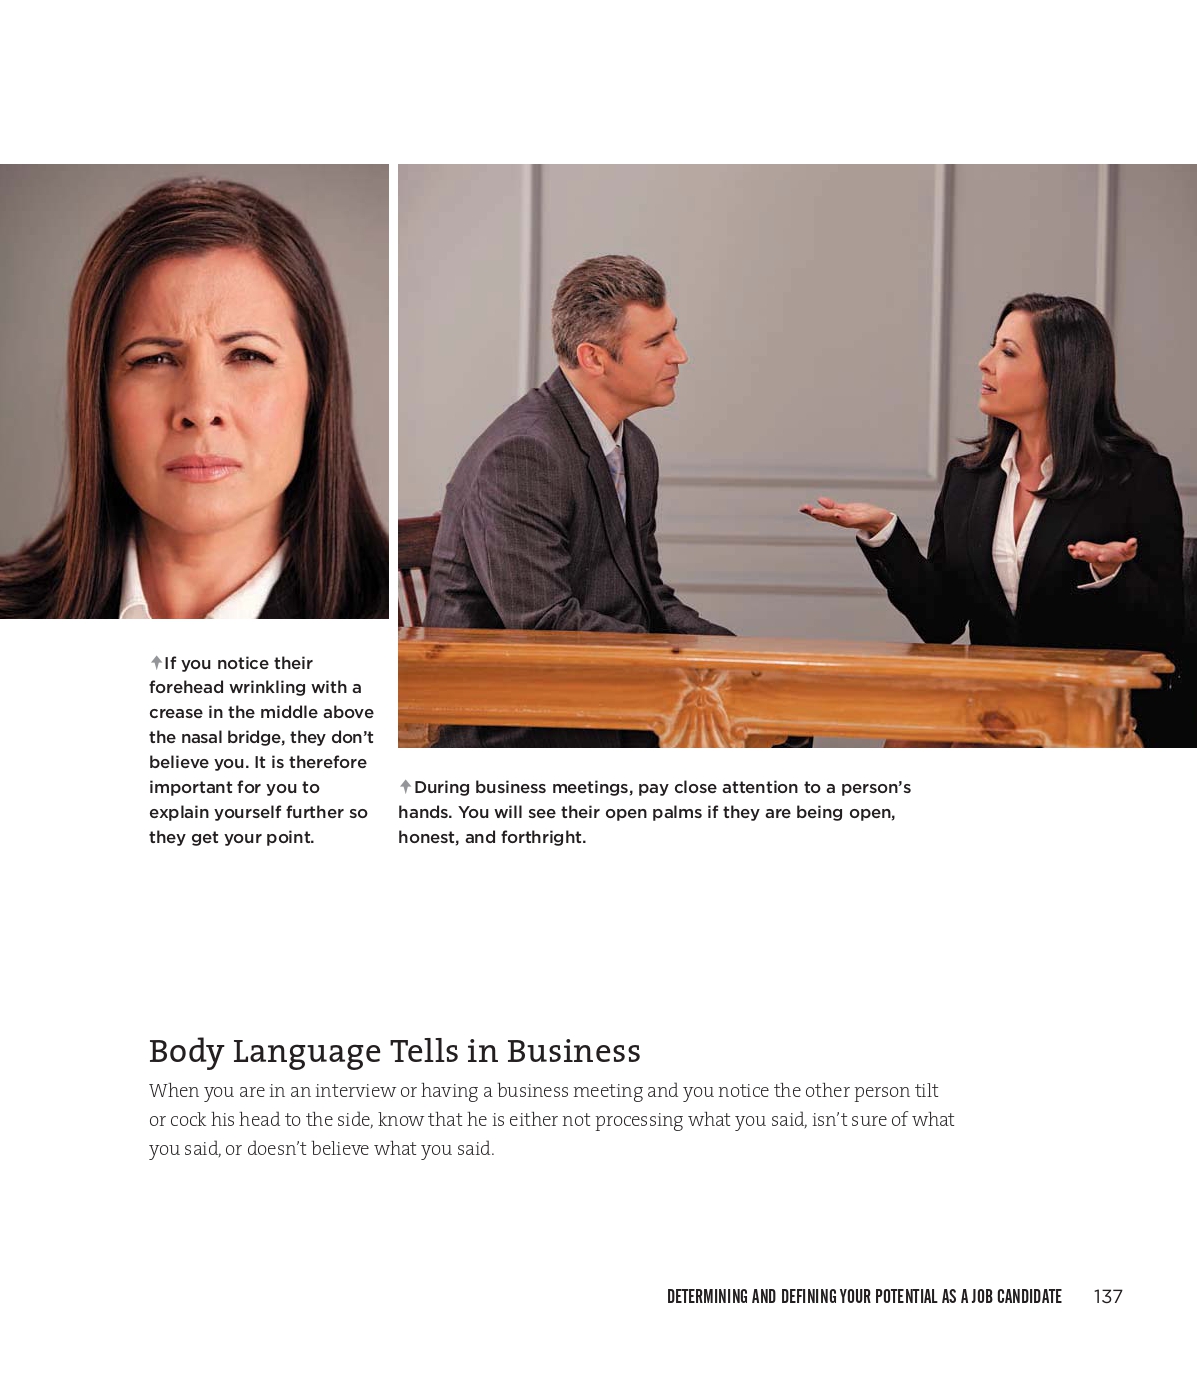 If you notice their
forehead wrinkling with a
crease in the middle above
the nasal bridge, they don’t
believe you. It is therefore
important for you to
explain yourself further so
they get your point.
During business meetings, pay close attention to a person’s
hands. You will see their open palms if they are being open,
honest, and forthright.
Body Language Tells in Business
When you are in an interview or having a business meeting and you notice the other person tilt
or cock his head to the side, know that he is either not processing what you said, isn’t sure of what
you said, or doesn’t believe what you said.
DETERMINING AND DEFINING YOUR POTENTIAL AS A JOB CANDIDATE 137